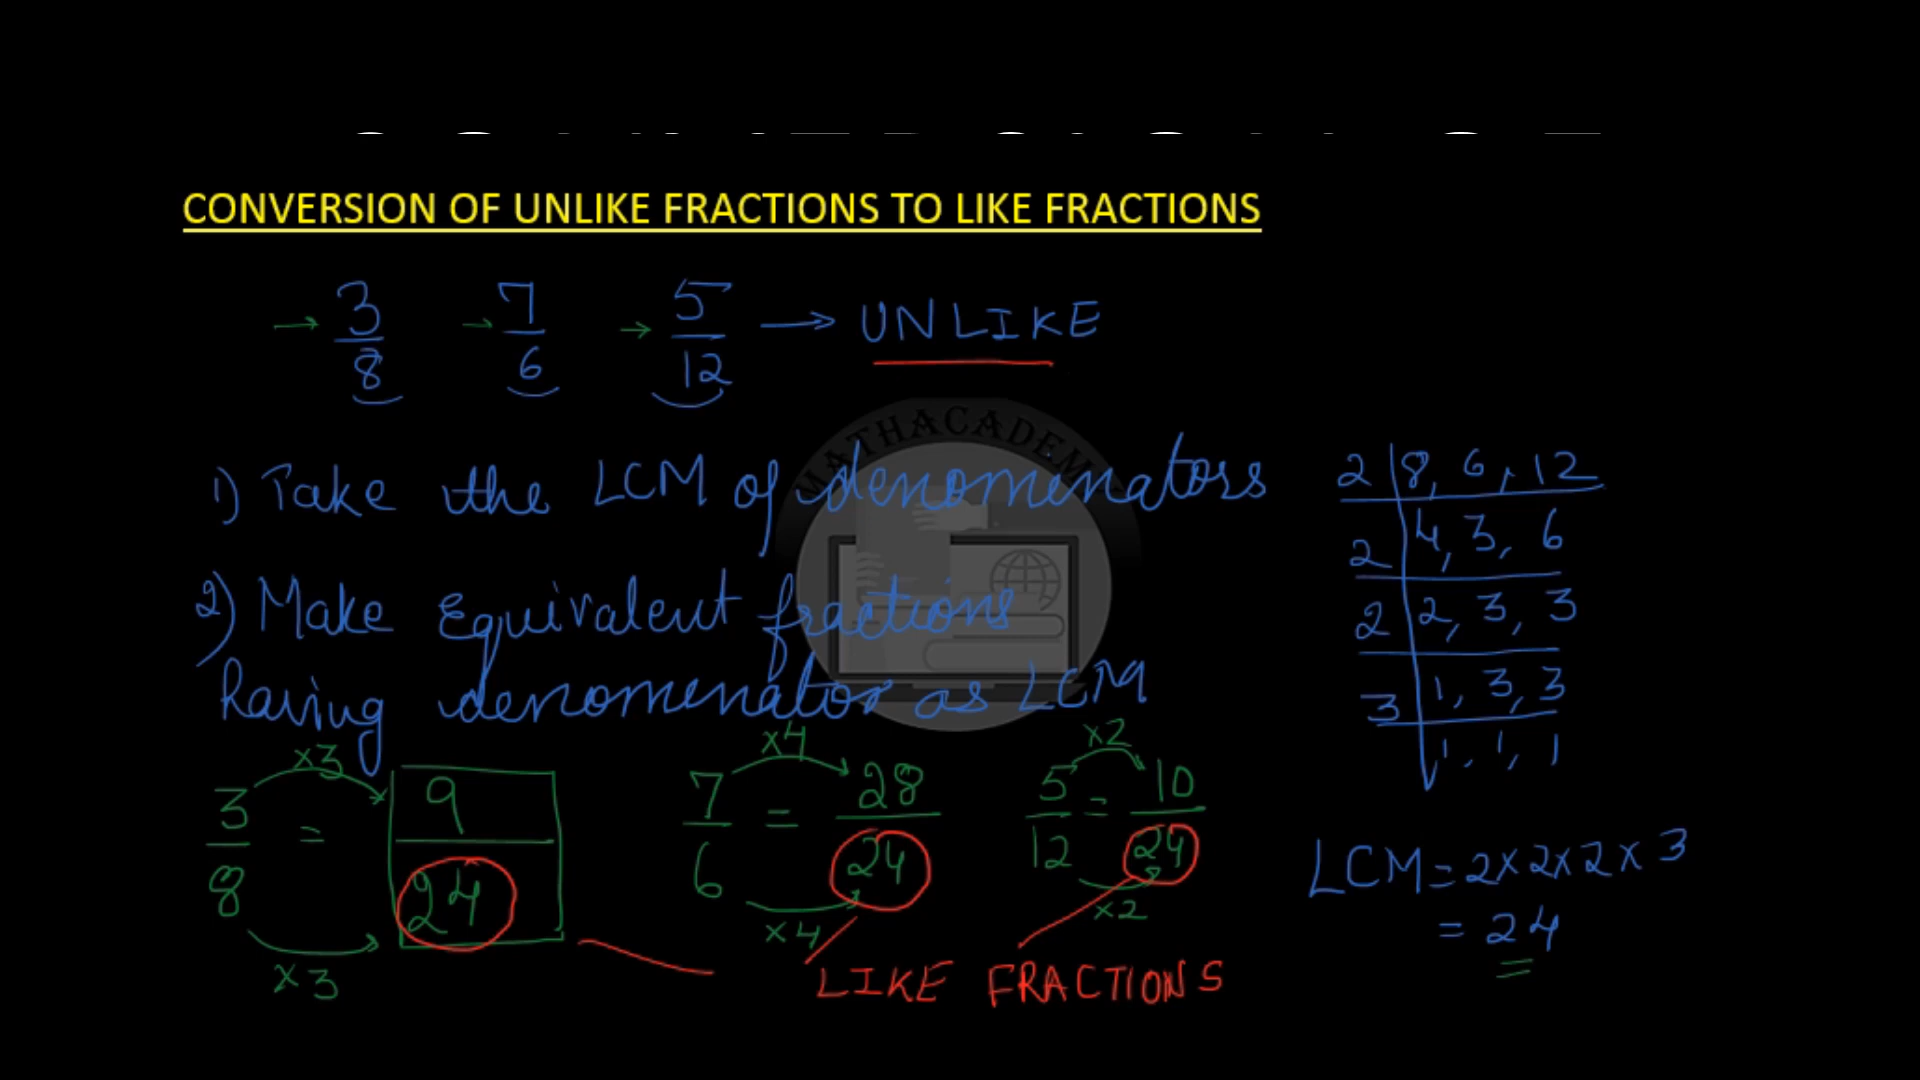 CONVERSION OF UNLIKE FRACTIONS TO LIKE FRACTIONS
→ 3/8 → 7/6 → 5/12 → UNLIKE
MATHACADEM
1) Take the LCM of denomenators
2) Make Equivalent fractions
having denomenator as LCM
2 | 8, 6, 12
2 | 4, 3, 6
2 | 2, 3, 3
3 | 1, 3, 3
1, 1, 1
LCM = 2 × 2 × 2 × 3
= 24
×3 ×4 ×2
3/8 = 9/24 7/6 = 28/24 5/12 = 10/24
×3 ×4 ×2
LIKE FRACTIONS